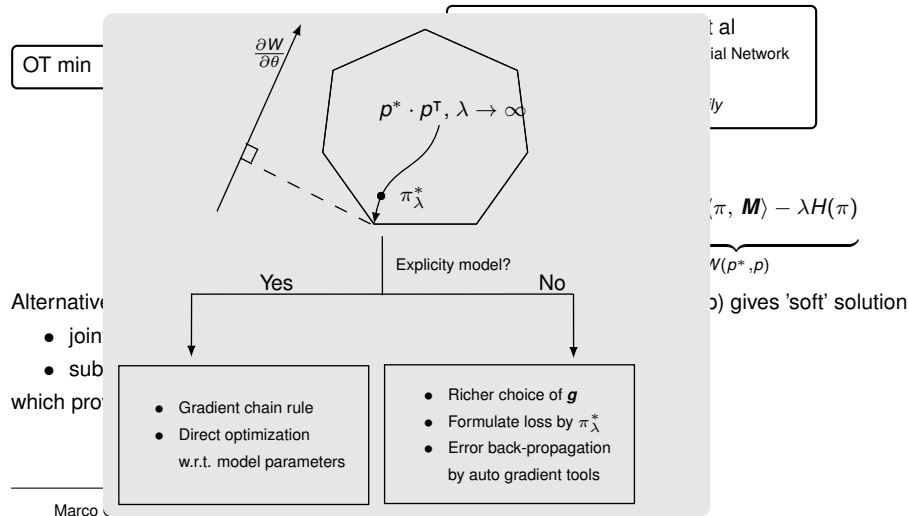 t al
OT min
ial Network
∂W/∂θ
p* · pᵀ, λ → ∞
π*_λ
⟨π, M⟩ − λH(π)
W(p*,p)
Explicity model?
Yes No
Alternative
) gives 'soft' solution
• join
• sub
which pro
• Gradient chain rule
• Direct optimization
w.r.t. model parameters
• Richer choice of g
• Formulate loss by π*_λ
• Error back-propagation
by auto gradient tools
Marco